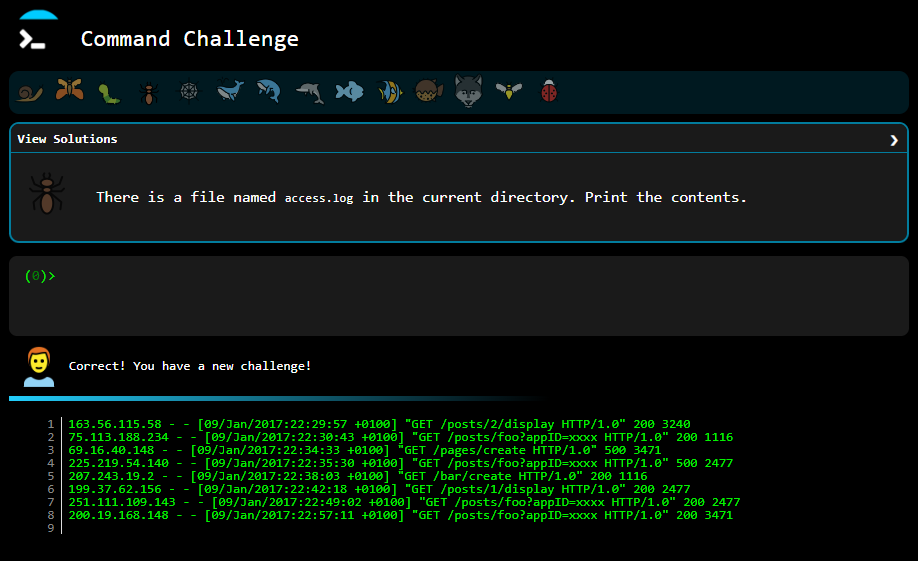 Command Challenge
View Solutions
There is a file named access.log in the current directory. Print the contents.
(0)>
Correct! You have a new challenge!
1 163.56.115.58 - - [09/Jan/2017:22:29:57 +0100] "GET /posts/2/display HTTP/1.0" 200 3240
2 75.113.188.234 - - [09/Jan/2017:22:30:43 +0100] "GET /posts/foo?appID=xxxx HTTP/1.0" 200 1116
3 69.16.40.148 - - [09/Jan/2017:22:34:33 +0100] "GET /pages/create HTTP/1.0" 500 3471
4 225.219.54.140 - - [09/Jan/2017:22:35:30 +0100] "GET /posts/foo?appID=xxxx HTTP/1.0" 500 2477
5 207.243.19.2 - - [09/Jan/2017:22:38:03 +0100] "GET /bar/create HTTP/1.0" 200 1116
6 199.37.62.156 - - [09/Jan/2017:22:42:18 +0100] "GET /posts/1/display HTTP/1.0" 200 2477
7 251.111.109.143 - - [09/Jan/2017:22:49:02 +0100] "GET /posts/foo?appID=xxxx HTTP/1.0" 200 2477
8 200.19.168.148 - - [09/Jan/2017:22:57:11 +0100] "GET /posts/foo?appID=xxxx HTTP/1.0" 200 3471
9